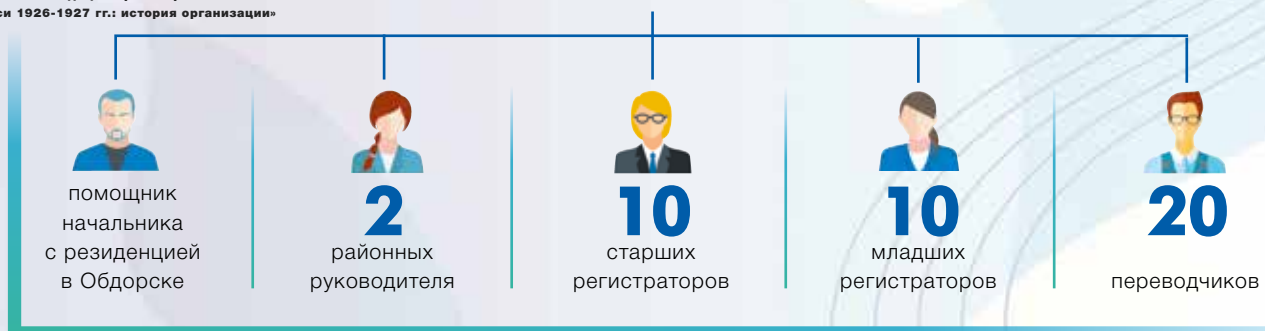 си 1926-1927 гг.: история организации»
помощник
начальника
с резиденцией
в Обдорске
2
районных
руководителя
10
старших
регистраторов
10
младших
регистраторов
20
переводчиков